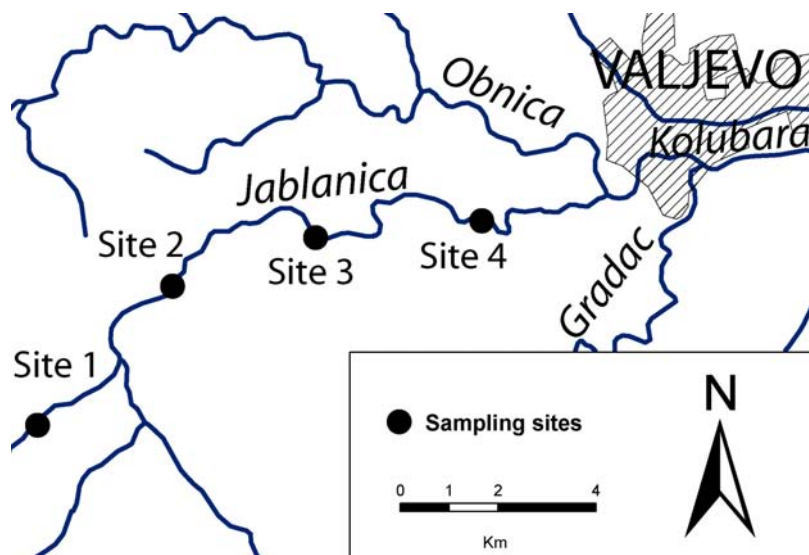 VALJEVO
Obnica
Kolubara
Jablanica
Site 2
Site 3
Site 4
Gradac
Site 1
N
Sampling sites
0 1 2 4
Km